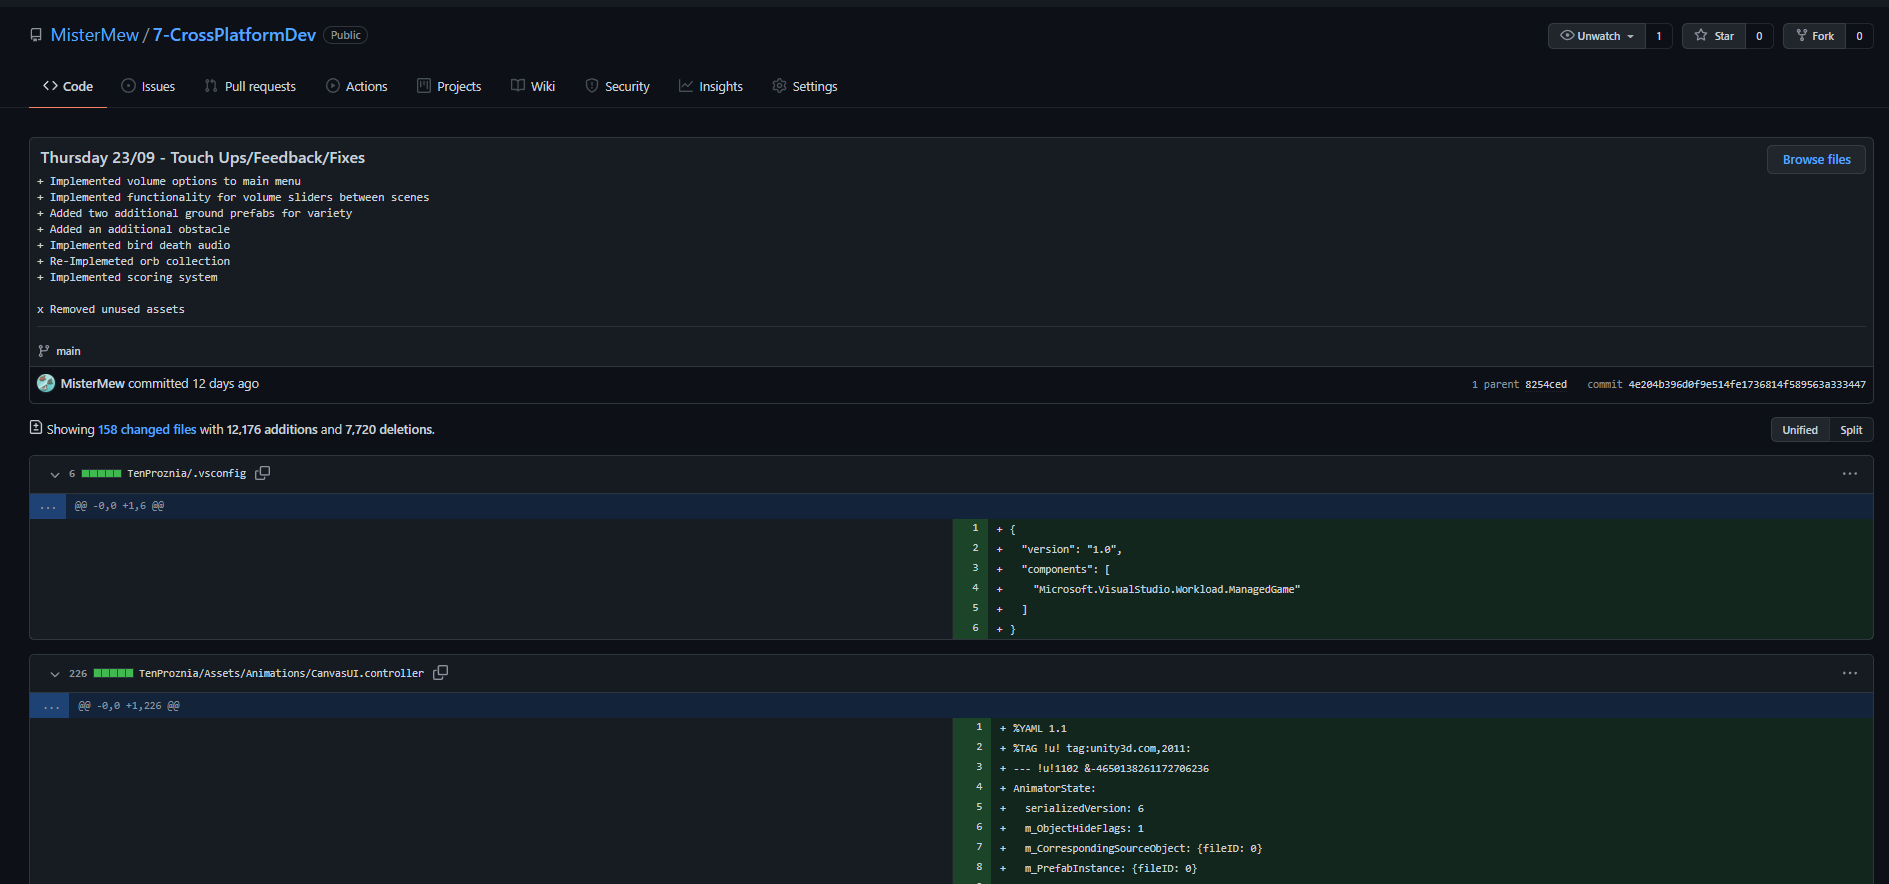 MisterMew / 7-CrossPlatformDev Public
Unwatch 1 Star 0 Fork 0
Code Issues Pull requests Actions Projects Wiki Security Insights Settings
Thursday 23/09 - Touch Ups/Feedback/Fixes
Browse files
+ Implemented volume options to main menu
+ Implemented functionality for volume sliders between scenes
+ Added two additional ground prefabs for variety
+ Added an additional obstacle
+ Implemented bird death audio
+ Re-Implemeted orb collection
+ Implemented scoring system
x Removed unused assets
main
MisterMew committed 12 days ago
1 parent 8254ced commit 4e204b396d0f9e514fe1736814f589563a333447
Showing 158 changed files with 12,176 additions and 7,720 deletions.
Unified Split
6 TenProznia/.vsconfig ...
... @@ -0,0 +1,6 @@
1 + {
2 + "version": "1.0",
3 + "components": [
4 + "Microsoft.VisualStudio.Workload.ManagedGame"
5 + ]
6 + }
226 TenProznia/Assets/Animations/CanvasUI.controller ...
... @@ -0,0 +1,226 @@
1 + %YAML 1.1
2 + %TAG !u! tag:unity3d.com,2011:
3 + --- !u!1102 &-4650138261172706236
4 + AnimatorState:
5 + serializedVersion: 6
6 + m_ObjectHideFlags: 1
7 + m_CorrespondingSourceObject: {fileID: 0}
8 + m_PrefabInstance: {fileID: 0}